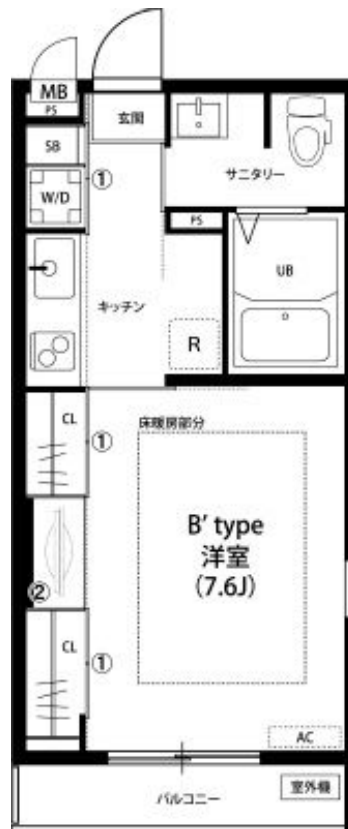 MB
PS
玄関
SB
サニタリー
W/D
①
PS
UB
キッチン
R
CL
①
床暖房部分
B' type
洋室
(7.6J)
②
CL
①
AC
室外機
バルコニー